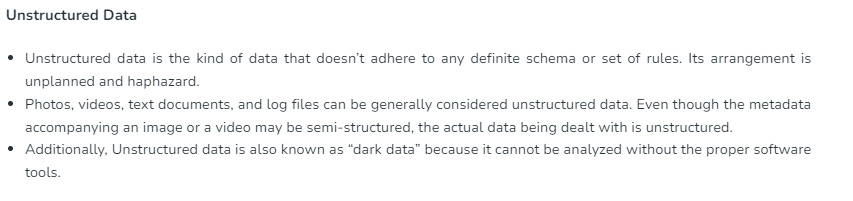 Unstructured Data
• Unstructured data is the kind of data that doesn't adhere to any definite schema or set of rules. Its arrangement is
unplanned and haphazard.
• Photos, videos, text documents, and log files can be generally considered unstructured data. Even though the metadata
accompanying an image or a video may be semi-structured, the actual data being dealt with is unstructured.
• Additionally, Unstructured data is also known as “dark data” because it cannot be analyzed without the proper software
tools.